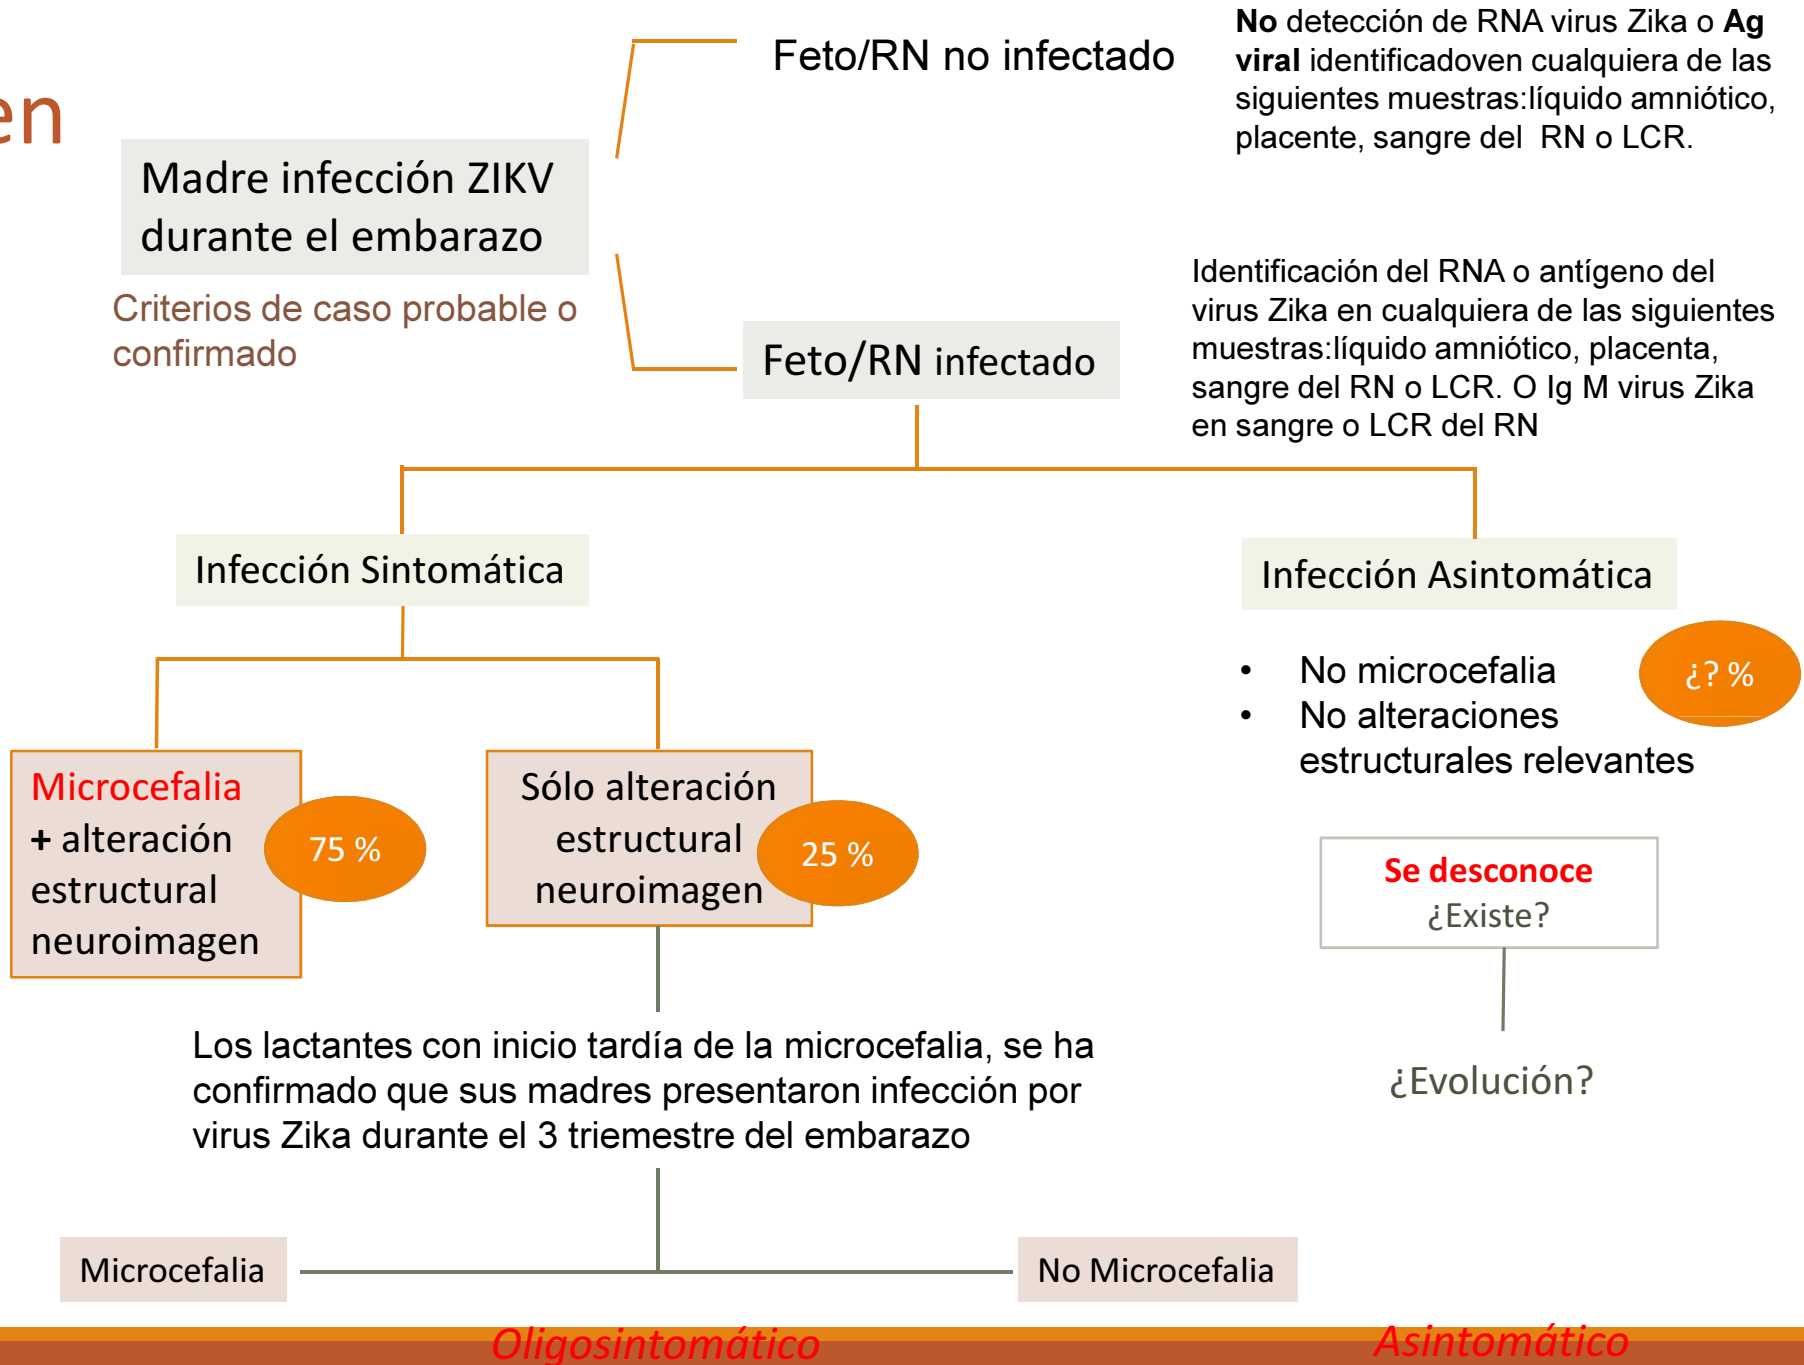 en
Feto/RN no infectado
No detección de RNA virus Zika o Ag
viral identificadoven cualquiera de las
siguientes muestras:líquido amniótico,
placente, sangre del RN o LCR.
Madre infección ZIKV
durante el embarazo
Criterios de caso probable o
confirmado
Feto/RN infectado
Identificación del RNA o antígeno del
virus Zika en cualquiera de las siguientes
muestras:líquido amniótico, placenta,
sangre del RN o LCR. O Ig M virus Zika
en sangre o LCR del RN
Infección Sintomática
Infección Asintomática
• No microcefalia
• No alteraciones
estructurales relevantes
¿? %
Microcefalia
+ alteración
estructural
neuroimagen
75 %
Sólo alteración
estructural
neuroimagen
25 %
Se desconoce
¿Existe?
¿Evolución?
Los lactantes con inicio tardía de la microcefalia, se ha
confirmado que sus madres presentaron infección por
virus Zika durante el 3 triemestre del embarazo
Microcefalia
No Microcefalia
Oligosintomático
Asintomático